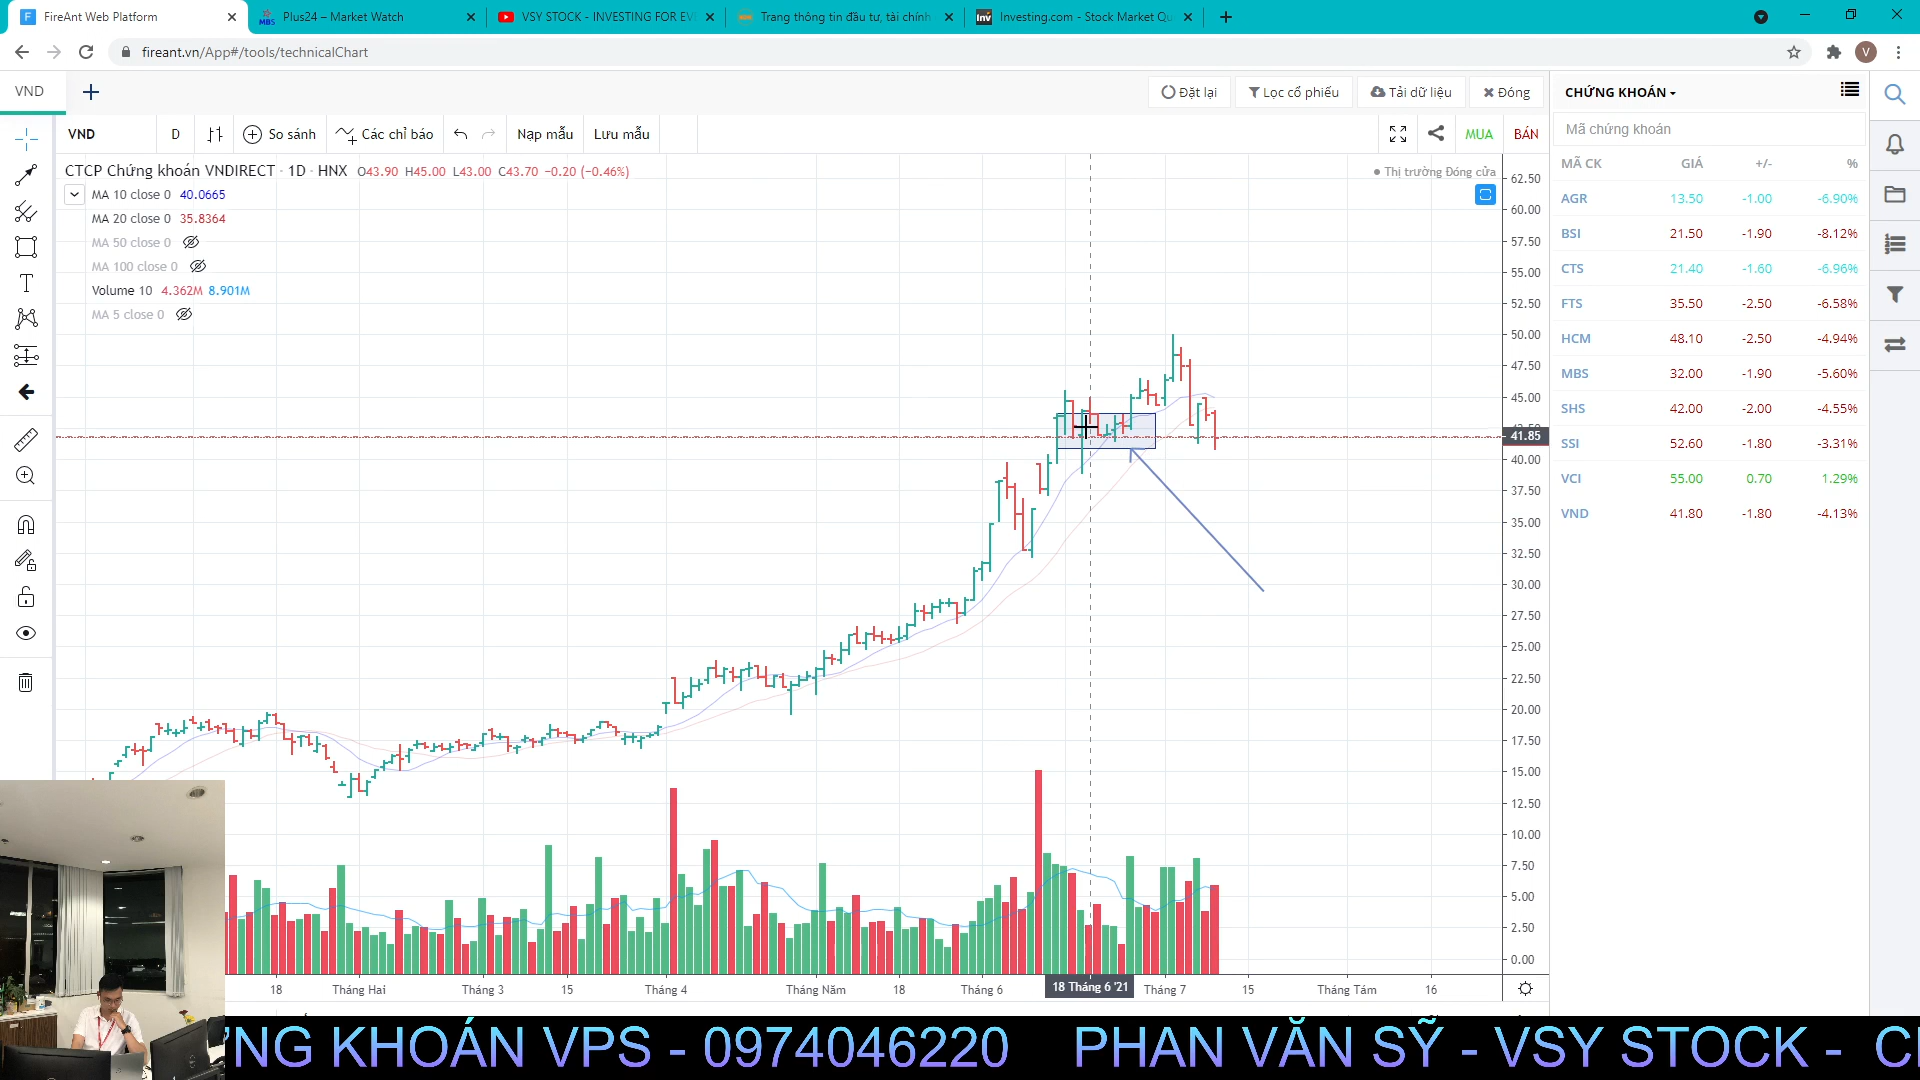 FireAnt Web Platform
Plus24 – Market Watch
VSY STOCK - INVESTING FOR EV
Trang thông tin đầu tư, tài chính
Investing.com - Stock Market Qu
fireant.vn/App#/tools/technicalChart
V
VND
Đặt lại
Lọc cổ phiếu
Tải dữ liệu
Đóng
VND
D
So sánh
Các chỉ báo
Nạp mẫu
Lưu mẫu
MUA
BÁN
CTCP Chứng khoán VNDIRECT · 1D · HNX O43.90 H45.00 L43.00 C43.70 −0.20 (−0.46%)
Thị trường Đóng cửa
MA 10 close 0 40.0665
MA 20 close 0 35.8364
MA 50 close 0
MA 100 close 0
Volume 10 4.362M 8.901M
MA 5 close 0
62.50
60.00
57.50
55.00
52.50
50.00
47.50
45.00
41.85
40.00
37.50
35.00
32.50
30.00
27.50
25.00
22.50
20.00
17.50
15.00
12.50
10.00
7.50
5.00
2.50
0.00
18
Tháng Hai
Tháng 3
15
Tháng 4
Tháng Năm
18
Tháng 6
18 Tháng 6 '21
Tháng 7
15
Tháng Tám
16
CHỨNG KHOÁN
Mã chứng khoán
MÃ CK GIÁ +/- %
AGR 13.50 -1.00 -6.90%
BSI 21.50 -1.90 -8.12%
CTS 21.40 -1.60 -6.96%
FTS 35.50 -2.50 -6.58%
HCM 48.10 -2.50 -4.94%
MBS 32.00 -1.90 -5.60%
SHS 42.00 -2.00 -4.55%
SSI 52.60 -1.80 -3.31%
VCI 55.00 0.70 1.29%
VND 41.80 -1.80 -4.13%
NG KHOÁN VPS - 0974046220 PHAN VĂN SỸ - VSY STOCK -